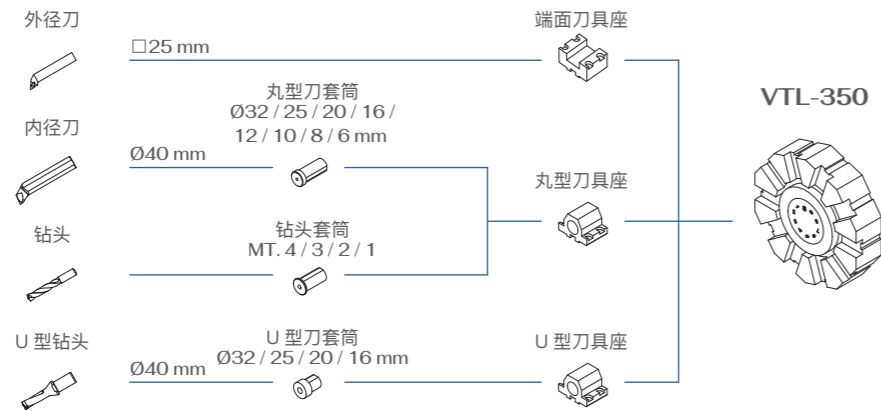 外径刀
□25 mm
端面刀具座
丸型刀套筒
Ø32 / 25 / 20 / 16 /
12 / 10 / 8 / 6 mm
VTL-350
内径刀
Ø40 mm
丸型刀具座
钻头
钻头套筒
MT. 4 / 3 / 2 / 1
U 型钻头
Ø40 mm
U 型刀套筒
Ø32 / 25 / 20 / 16 mm
U 型刀具座